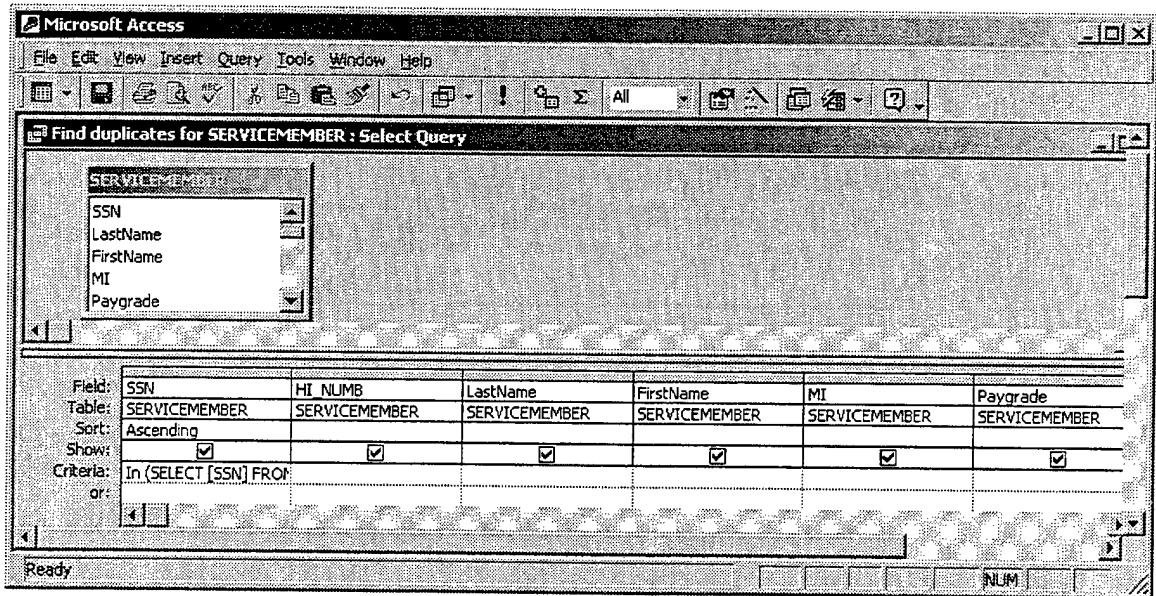 Microsoft Access
File Edit View Insert Query Tools Window Help
All
Find duplicates for SERVICEMEMBER : Select Query
SERVICEMEMBER
SSN
LastName
FirstName
MI
Paygrade
Field: SSN HI_NUMB LastName FirstName MI Paygrade
Table: SERVICEMEMBER SERVICEMEMBER SERVICEMEMBER SERVICEMEMBER SERVICEMEMBER SERVICEMEMBER
Sort: Ascending
Show:
Criteria: In (SELECT [SSN] FROM
or:
Ready NUM